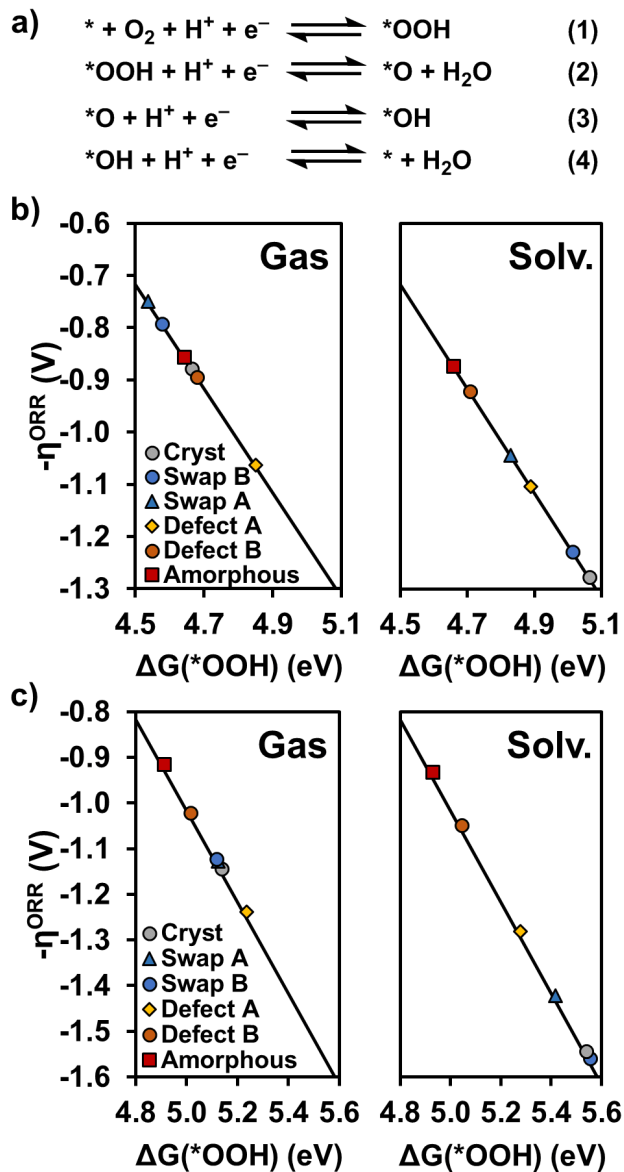 a)
* + O₂ + H⁺ + e⁻ ⇌ *OOH (1)
*OOH + H⁺ + e⁻ ⇌ *O + H₂O (2)
*O + H⁺ + e⁻ ⇌ *OH (3)
*OH + H⁺ + e⁻ ⇌ * + H₂O (4)
b)
Gas
Solv.
-η^ORR (V)
-0.6
-0.7
-0.8
-0.9
-1.0
-1.1
-1.2
-1.3
Cryst
Swap B
Swap A
Defect A
Defect B
Amorphous
4.5 4.7 4.9 5.1
4.5 4.7 4.9 5.1
ΔG(*OOH) (eV)
ΔG(*OOH) (eV)
c)
Gas
Solv.
-η^ORR (V)
-0.8
-0.9
-1.0
-1.1
-1.2
-1.3
-1.4
-1.5
-1.6
Cryst
Swap A
Swap B
Defect A
Defect B
Amorphous
4.8 5.0 5.2 5.4 5.6
4.8 5.0 5.2 5.4 5.6
ΔG(*OOH) (eV)
ΔG(*OOH) (eV)